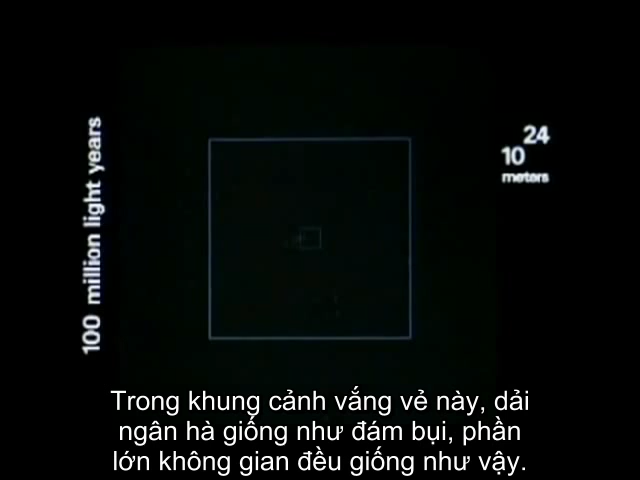 100 million light years
10^24
meters
Trong khung cảnh vắng vẻ này, dải
ngân hà giống như đám bụi, phần
lớn không gian đều giống như vậy.